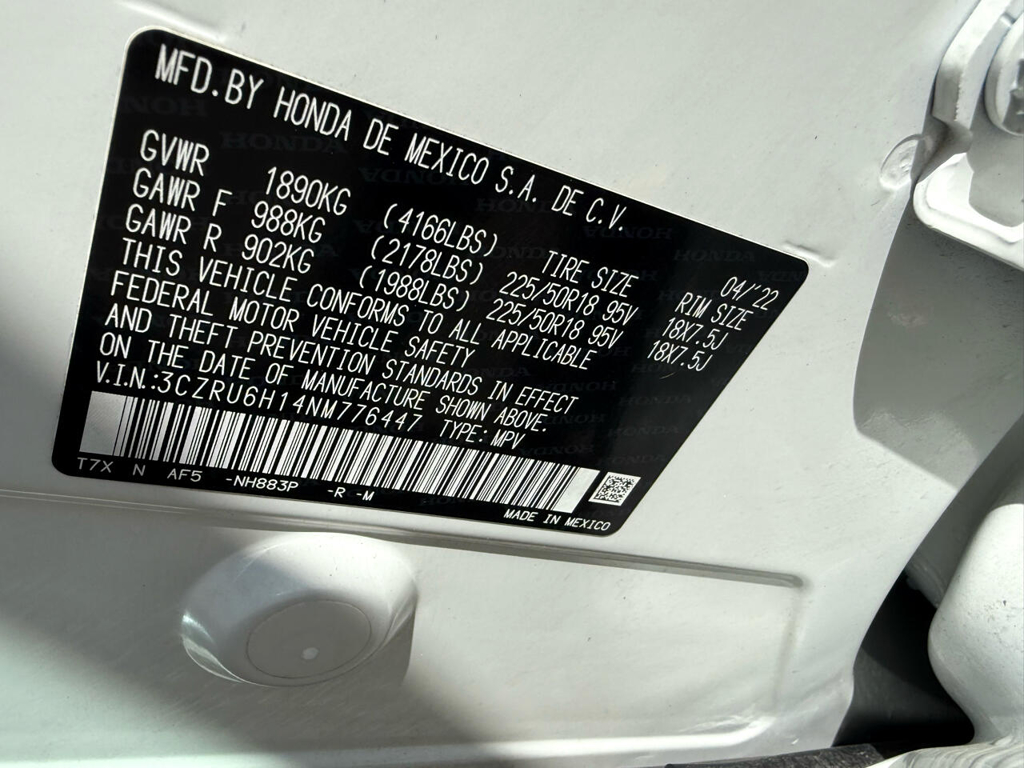 MFD.BY HONDA DE MEXICO S.A. DE C.V.
04/'22
GVWR 1890KG (4166LBS) TIRE SIZE RIM SIZE
GAWR F 988KG (2178LBS) 225/50R18 95V 18X7.5J
GAWR R 902KG (1988LBS) 225/50R18 95V 18X7.5J
THIS VEHICLE CONFORMS TO ALL APPLICABLE
FEDERAL MOTOR VEHICLE SAFETY
AND THEFT PREVENTION STANDARDS IN EFFECT
ON THE DATE OF MANUFACTURE SHOWN ABOVE.
V.I.N.:3CZRU6H14NM776447 TYPE: MPV
T7X N AF5 -NH883P -R -M
MADE IN MEXICO